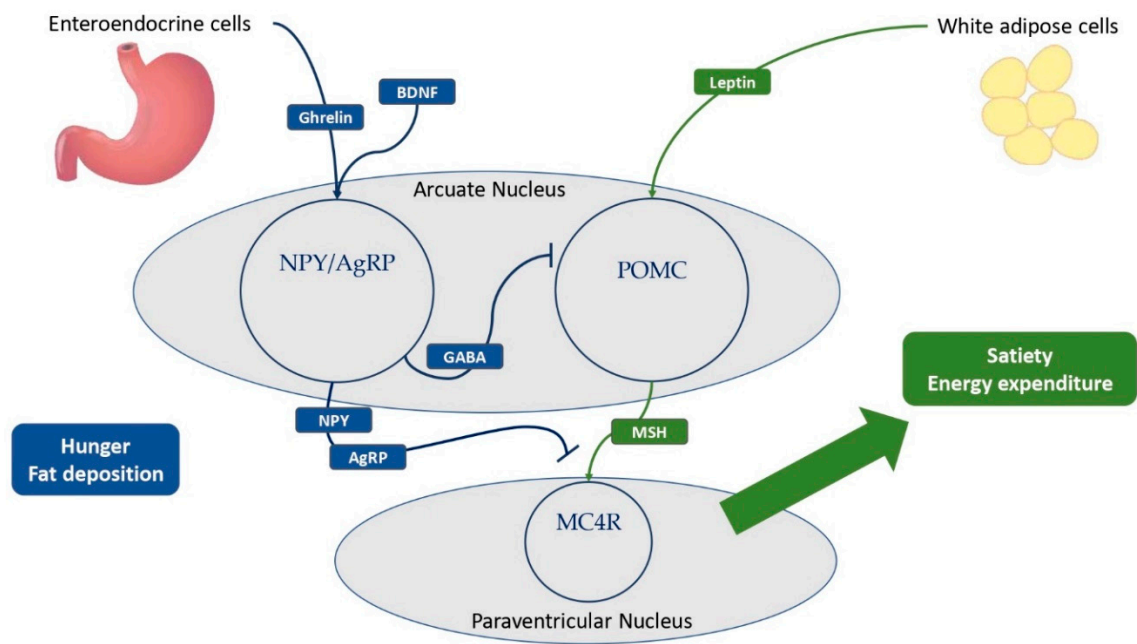 Enteroendocrine cells
White adipose cells
BDNF
Leptin
Ghrelin
Arcuate Nucleus
NPY/AgRP
POMC
GABA
Satiety
Energy expenditure
NPY
MSH
Hunger
Fat deposition
AgRP
MC4R
Paraventricular Nucleus